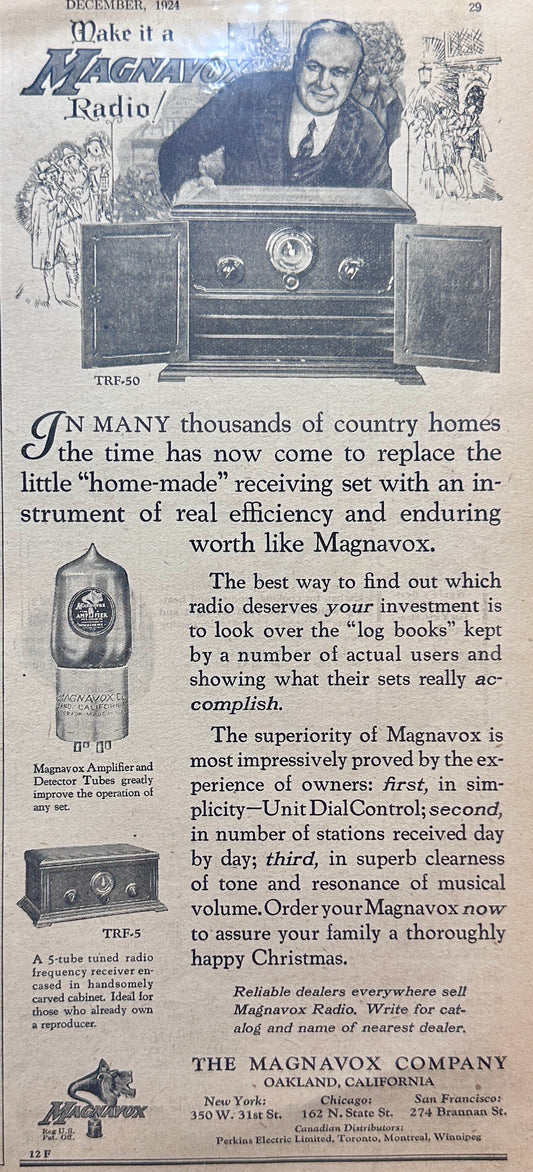 DECEMBER, 1924
29
Make it a
MAGNAVOX
Radio!
TRF-50
IN MANY thousands of country homes
the time has now come to replace the
little “home-made” receiving set with an in-
strument of real efficiency and enduring
worth like Magnavox.
The best way to find out which
radio deserves your investment is
to look over the “log books” kept
by a number of actual users and
showing what their sets really ac-
complish.
The superiority of Magnavox is
most impressively proved by the ex-
perience of owners: first, in sim-
plicity—Unit Dial Control; second,
in number of stations received day
by day; third, in superb clearness
of tone and resonance of musical
volume. Order your Magnavox now
to assure your family a thoroughly
happy Christmas.
Reliable dealers everywhere sell
Magnavox Radio. Write for cat-
alog and name of nearest dealer.
MAGNAVOX
AMPLIFIER
MAGNAVOX CO.
Magnavox Amplifier and
Detector Tubes greatly
improve the operation of
any set.
TRF-5
A 5-tube tuned radio
frequency receiver en-
cased in handsomely
carved cabinet. Ideal for
those who already own
a reproducer.
MAGNAVOX
Reg U.S.
Pat. Off.
12 F
THE MAGNAVOX COMPANY
OAKLAND, CALIFORNIA
New York: Chicago: San Francisco:
350 W. 31st St. 162 N. State St. 274 Brannan St.
Canadian Distributors:
Perkins Electric Limited, Toronto, Montreal, Winnipeg